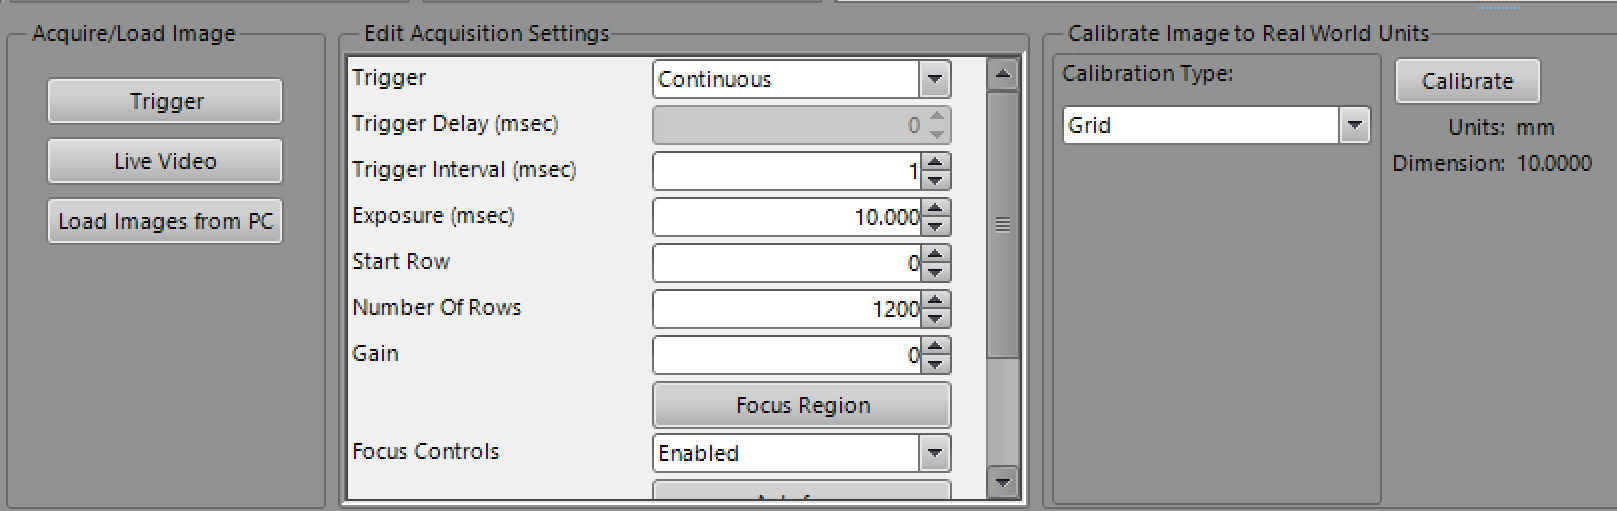 Acquire/Load Image
Trigger
Live Video
Load Images from PC
Edit Acquisition Settings
Trigger Continuous
Trigger Delay (msec) 0
Trigger Interval (msec) 1
Exposure (msec) 10.000
Start Row 0
Number Of Rows 1200
Gain 0
Focus Region
Focus Controls Enabled
Calibrate Image to Real World Units
Calibration Type:
Grid
Calibrate
Units: mm
Dimension: 10.0000